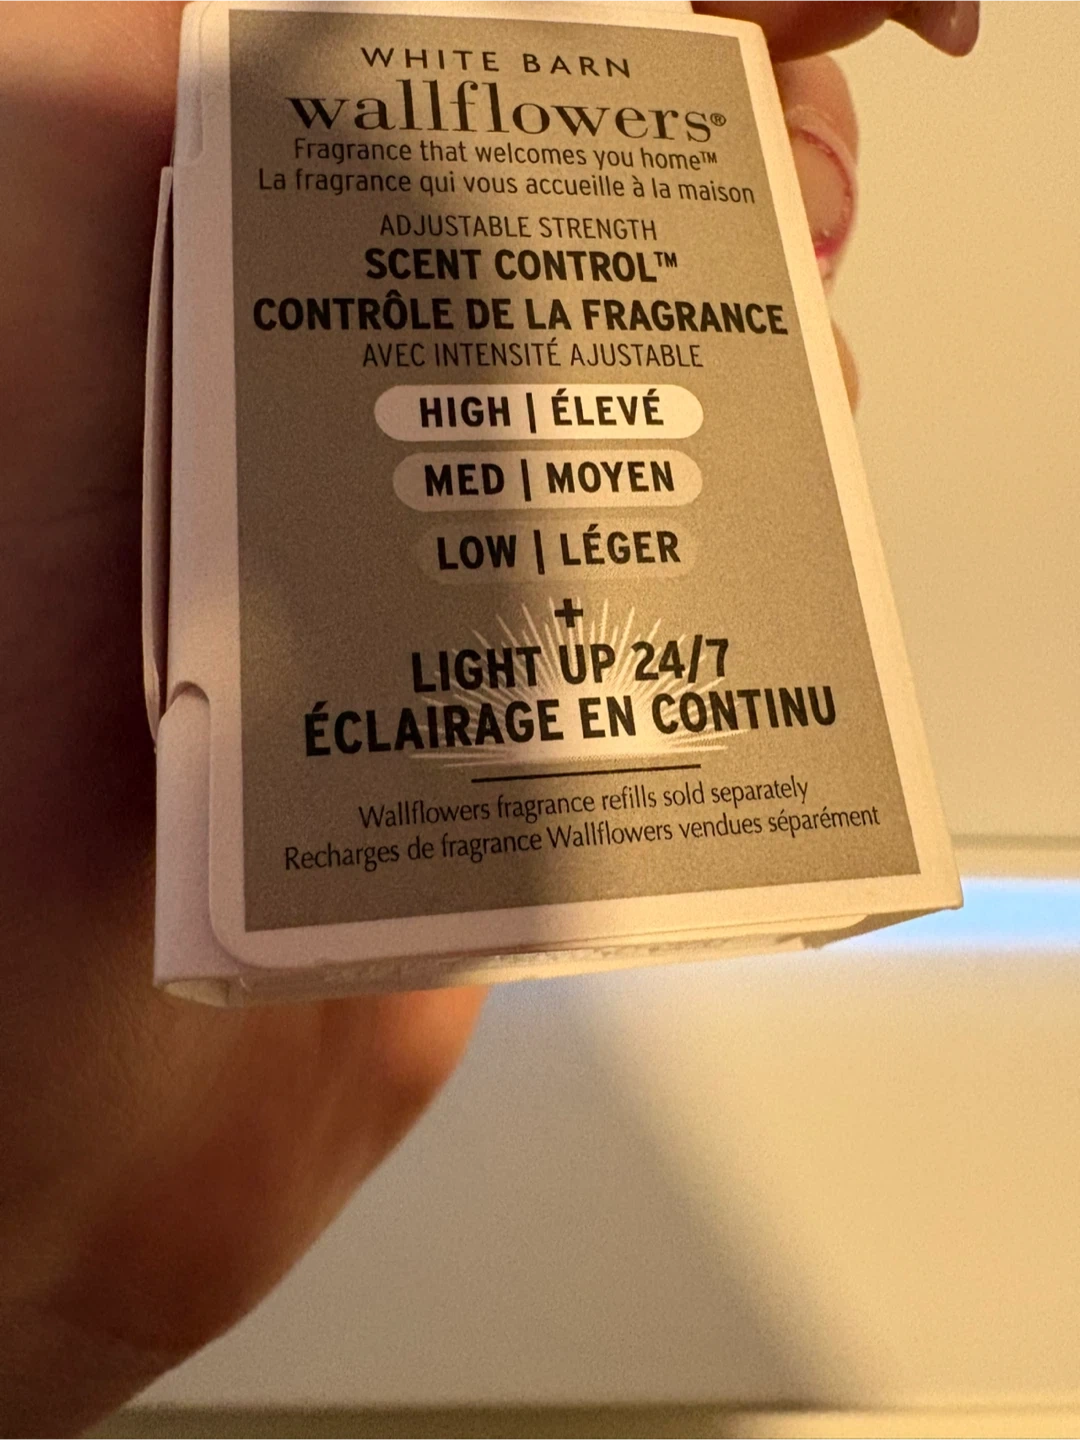 WHITE BARN
wallflowers®
Fragrance that welcomes you home™
La fragrance qui vous accueille à la maison
ADJUSTABLE STRENGTH
SCENT CONTROL™
CONTRÔLE DE LA FRAGRANCE
AVEC INTENSITÉ AJUSTABLE
HIGH | ÉLEVÉ
MED | MOYEN
LOW | LÉGER
+
LIGHT UP 24/7
ÉCLAIRAGE EN CONTINU
Wallflowers fragrance refills sold separately
Recharges de fragrance Wallflowers vendues séparément